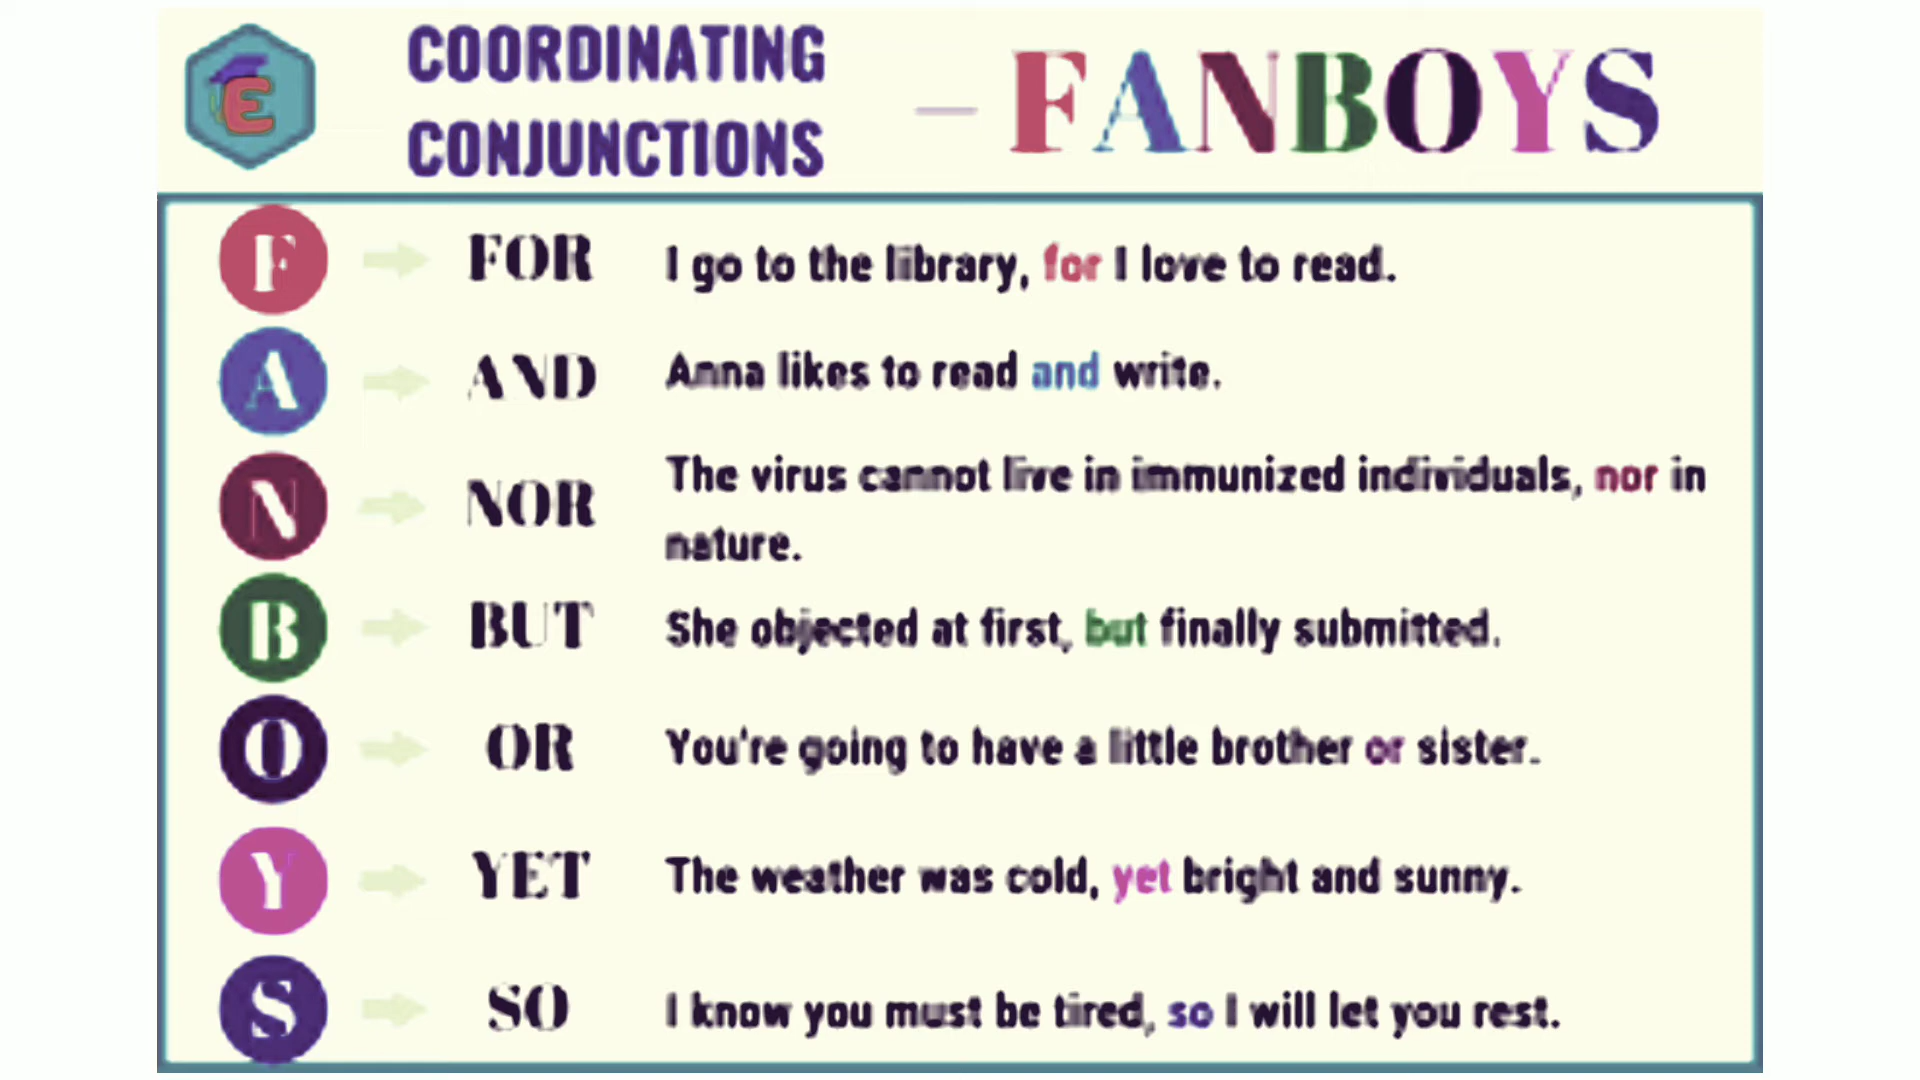 E
COORDINATING
CONJUNCTIONS
– FANBOYS
F FOR I go to the library, for I love to read.
A AND Anna likes to read and write.
N NOR The virus cannot live in immunized individuals, nor in
nature.
B BUT She objected at first, but finally submitted.
O OR You're going to have a little brother or sister.
Y YET The weather was cold, yet bright and sunny.
S SO I know you must be tired, so I will let you rest.